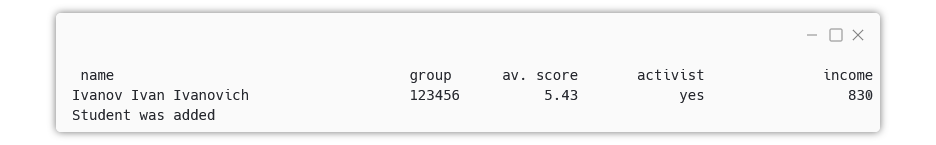 name group av. score activist income
Ivanov Ivan Ivanovich 123456 5.43 yes 830
Student was added